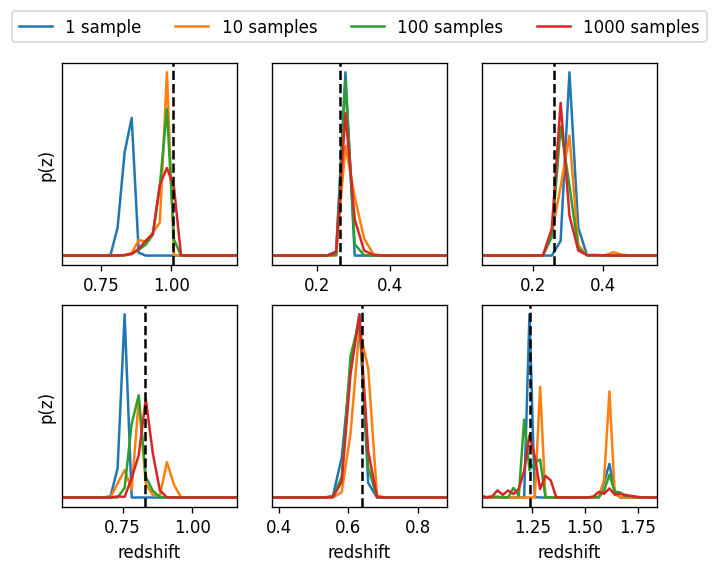 1 sample 10 samples 100 samples 1000 samples
p(z)
0.75 1.00 0.2 0.4 0.2 0.4
p(z)
0.75 1.00 0.4 0.6 0.8 1.25 1.50 1.75
redshift redshift redshift